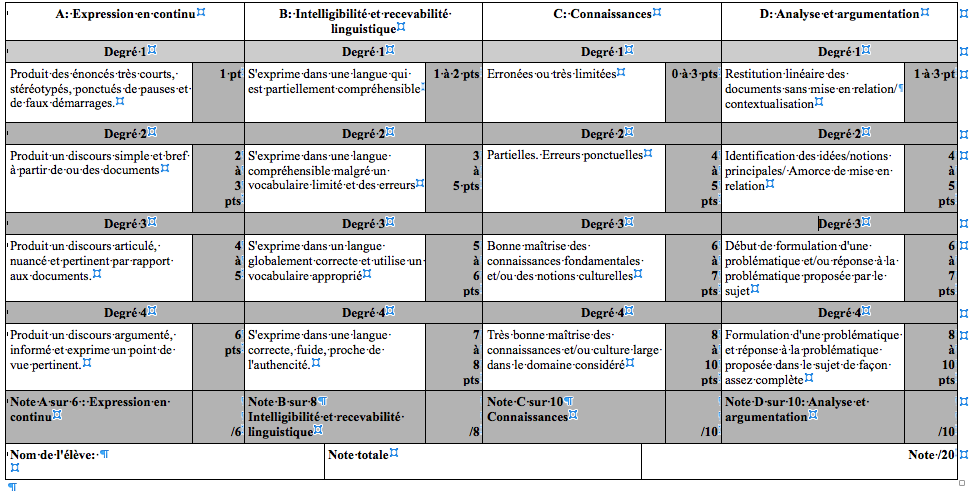 A: Expression en continu
B: Intelligibilité et recevabilité
linguistique
C: Connaissances
D: Analyse et argumentation
Degré 1
Degré 1
Degré 1
Degré 1
Produit des énoncés très courts,
stéréotypés, ponctués de pauses et
de faux démarrages.
1 pt
S'exprime dans une langue qui
est partiellement compréhensible
1 à 2 pts
Erronées ou très limitées
0 à 3 pts
Restitution linéaire des
documents sans mise en relation/
contextualisation
1 à 3 pt
Degré 2
Degré 2
Degré 2
Degré 2
Produit un discours simple et bref
à partir de ou des documents
2
à
3
pts
S'exprime dans une langue
compréhensible malgré un
vocabulaire limité et des erreurs
3
à
5 pts
Partielles. Erreurs ponctuelles
4
à
5
pts
Identification des idées/notions
principales/ Amorce de mise en
relation
4
à
5
pts
Degré 3
Degré 3
Degré 3
Degré 3
Produit un discours articulé,
nuancé et pertinent par rapport
aux documents.
4
à
5
S'exprime dans un langue
globalement correcte et utilise un
vocabulaire approprié
5
à
6
pts
Bonne maîtrise des
connaissances fondamentales
et/ou des notions culturelles
6
à
7
pts
Début de formulation d'une
problématique et/ou réponse à la
problématique proposée par le
sujet
6
à
7
pts
Degré 4
Degré 4
Degré 4
Degré 4
Produit un discours argumenté,
informé et exprime un point de
vue pertinent.
6
pts
S'exprime dans une langue
correcte, fuide, proche de
l'authencité.
7
à
8
pts
Très bonne maîtrise des
connaissances et/ou culture large
dans le domaine considéré
8
à
10
pts
Formulation d'une problématique
et réponse à la problématique
proposée dans le sujet de façon
assez complète
8
à
10
pts
Note A sur 6 : Expression en
continu
/6
Note B sur 8
Intelligibilité et recevabilité
linguistique
/8
Note C sur 10
Connaissances
/10
Note D sur 10: Analyse et
argumentation
/10
Nom de l'élève:
Note totale
Note /20